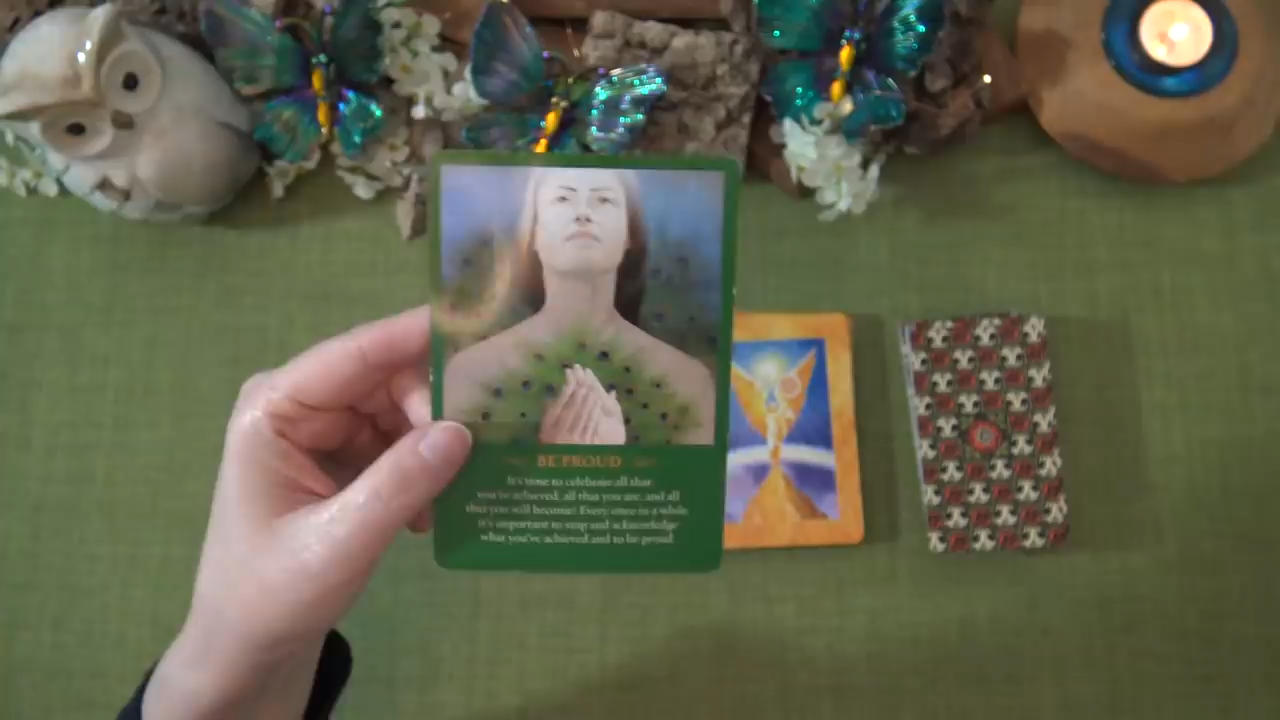 BE PROUD
It's time to celebrate all that
you've achieved, all that you are, and all
that you will become! Every once in a while
it's important to stop and acknowledge
what you've achieved and to be proud